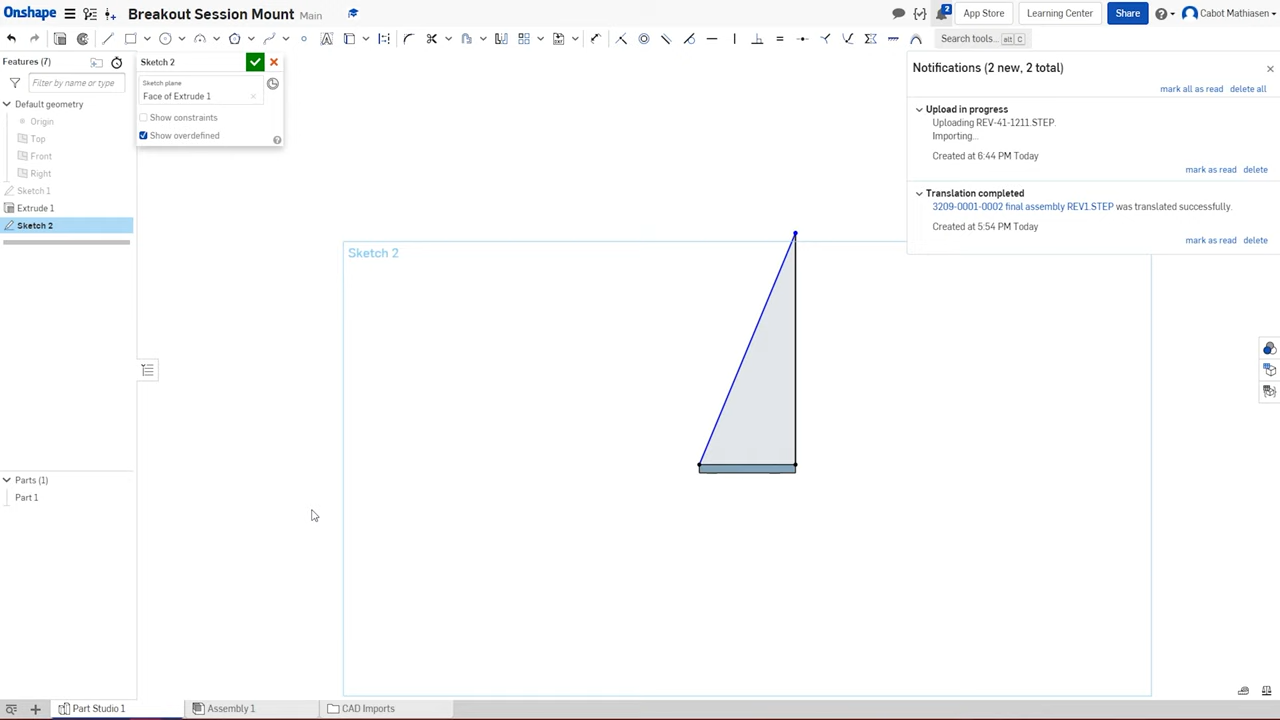 Onshape
Breakout Session Mount Main
2
App Store
Learning Center
Share
Cabot Mathiasen
Search tools... alt C
Features (7)
Filter by name or type
Default geometry
Origin
Top
Front
Right
Sketch 1
Extrude 1
Sketch 2
Parts (1)
Part 1
Sketch 2
Sketch plane
Face of Extrude 1
Show constraints
Show overdefined
Sketch 2
Notifications (2 new, 2 total)
mark all as read delete all
Upload in progress
Uploading REV-41-1211.STEP.
Importing...
Created at 6:44 PM Today
mark as read delete
Translation completed
3209-0001-0002 final assembly REV1.STEP was translated successfully.
Created at 5:54 PM Today
mark as read delete
Part Studio 1
Assembly 1
CAD Imports